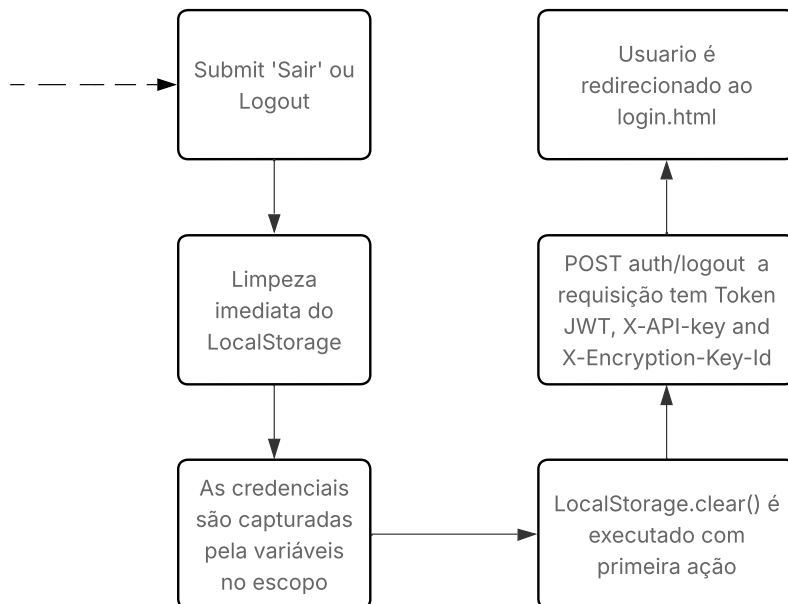 Submit 'Sair' ou
Logout
Limpeza
imediata do
LocalStorage
As credenciais
são capturadas
pela variáveis
no escopo
LocalStorage.clear() é
executado com
primeira ação
POST auth/logout  a
requisição tem Token
JWT, X-API-key and
X-Encryption-Key-Id
Usuario é
redirecionado ao
login.html